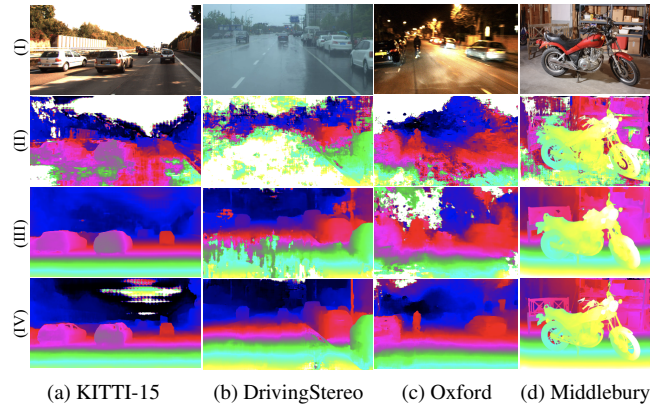 (I)
(II)
(III)
(IV)
(a) KITTI-15 (b) DrivingStereo (c) Oxford (d) Middlebury